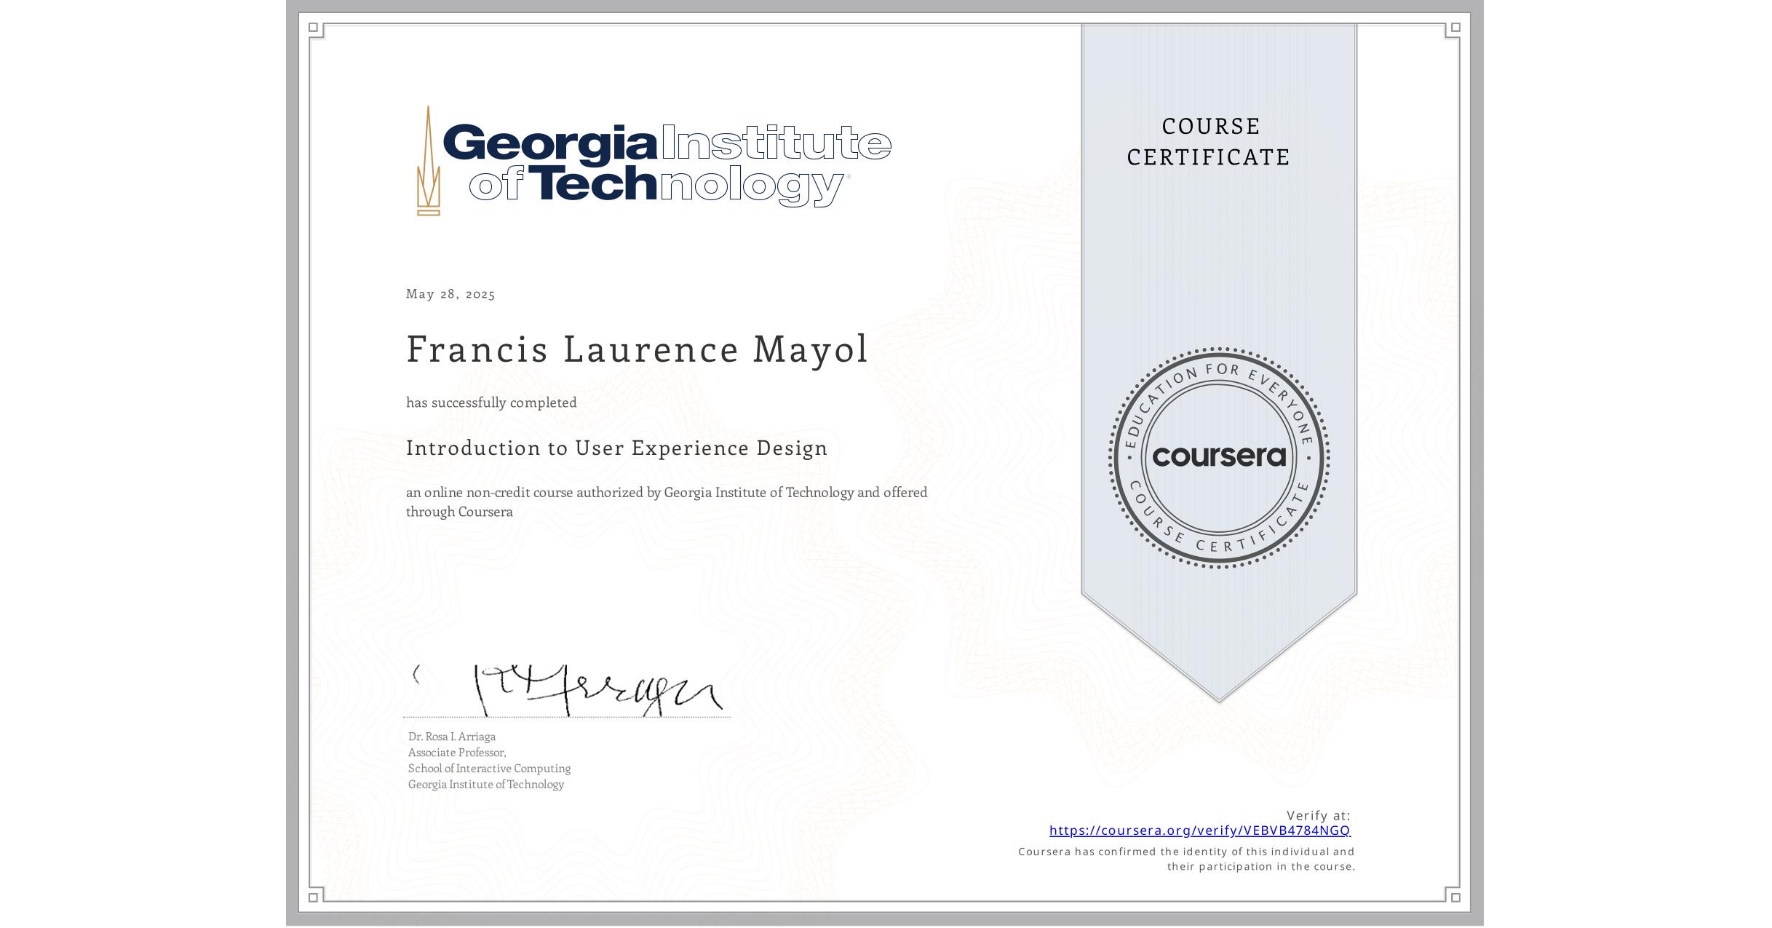 Georgia Institute
of Technology
COURSE
CERTIFICATE
May 28, 2025
Francis Laurence Mayol
has successfully completed
Introduction to User Experience Design
an online non-credit course authorized by Georgia Institute of Technology and offered
through Coursera
EDUCATION FOR EVERYONE
coursera
COURSE CERTIFICATE
Dr. Rosa I. Arriaga
Associate Professor,
School of Interactive Computing
Georgia Institute of Technology
Verify at:
https://coursera.org/verify/VEBVB4784NGQ
Coursera has confirmed the identity of this individual and
their participation in the course.